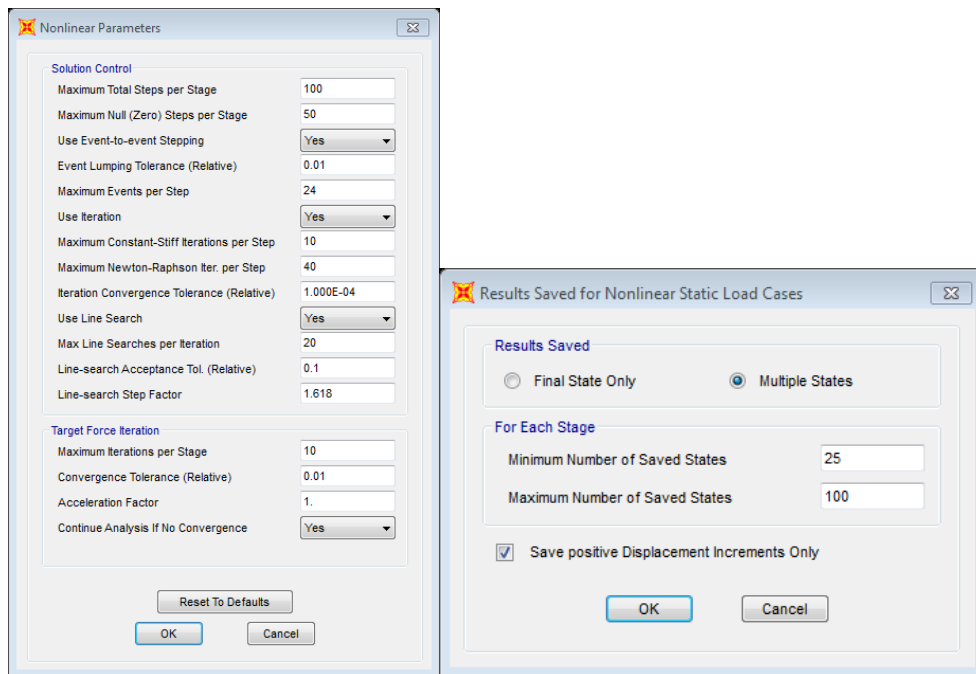 Nonlinear Parameters
Solution Control
Maximum Total Steps per Stage 100
Maximum Null (Zero) Steps per Stage 50
Use Event-to-event Stepping Yes
Event Lumping Tolerance (Relative) 0.01
Maximum Events per Step 24
Use Iteration Yes
Maximum Constant-Stiff Iterations per Step 10
Maximum Newton-Raphson Iter. per Step 40
Iteration Convergence Tolerance (Relative) 1.000E-04
Use Line Search Yes
Max Line Searches per Iteration 20
Line-search Acceptance Tol. (Relative) 0.1
Line-search Step Factor 1.618
Target Force Iteration
Maximum Iterations per Stage 10
Convergence Tolerance (Relative) 0.01
Acceleration Factor 1.
Continue Analysis If No Convergence Yes
Reset To Defaults
OK Cancel
Results Saved for Nonlinear Static Load Cases
Results Saved
Final State Only Multiple States
For Each Stage
Minimum Number of Saved States 25
Maximum Number of Saved States 100
Save positive Displacement Increments Only
OK Cancel